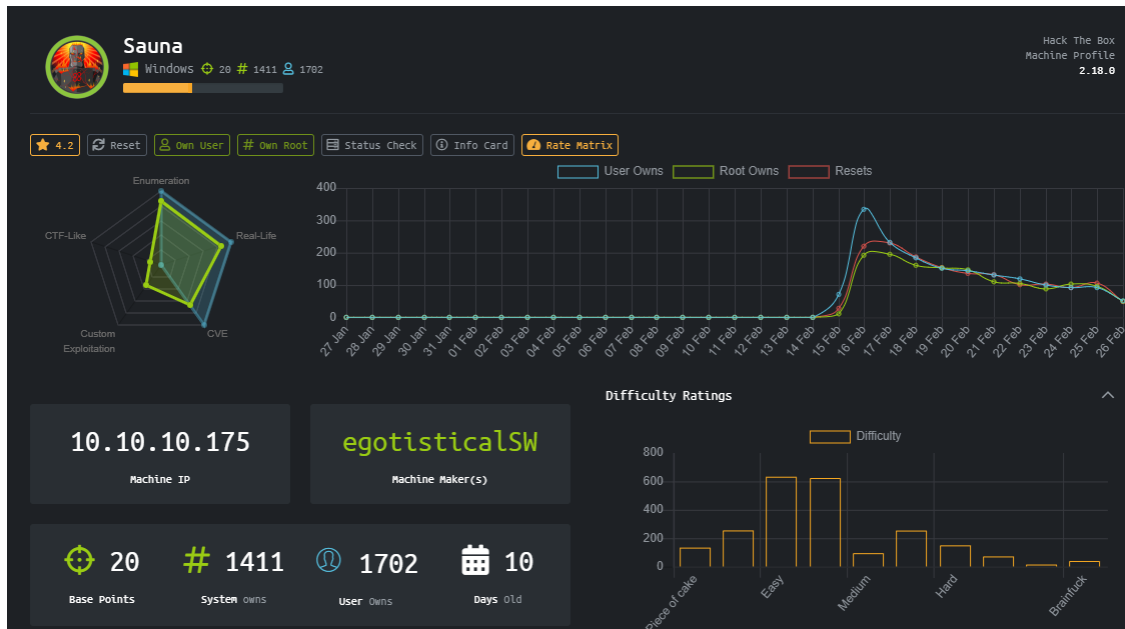 Sauna
Windows 20 # 1411 1702
Hack The Box
Machine Profile
2.18.0
4.2 Reset Own User # Own Root Status Check Info Card Rate Matrix
User Owns Root Owns Resets
Enumeration
CTF-Like
Real-Life
Custom
Exploitation
CVE
400
300
200
100
0
27 Jan 28 Jan 29 Jan 30 Jan 31 Jan 01 Feb 02 Feb 03 Feb 04 Feb 05 Feb 06 Feb 07 Feb 08 Feb 09 Feb 10 Feb 11 Feb 12 Feb 13 Feb 14 Feb 15 Feb 16 Feb 17 Feb 18 Feb 19 Feb 20 Feb 21 Feb 22 Feb 23 Feb 24 Feb 25 Feb 26 Feb
10.10.10.175
Machine IP
egotisticalSW
Machine Maker(s)
20 # 1411 1702 10
Base Points System owns User Owns Days Old
Difficulty Ratings
Difficulty
800
600
400
200
0
Piece of cake Easy Medium Hard Brainfuck